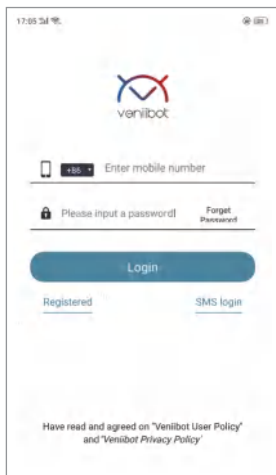 17:05
veniibot
+86 Enter mobile number
Please input a password! Forget Password
Login
Registered SMS login
Have read and agreed on "Veniibot User Policy"
and 'Veniibot Privacy Policy'